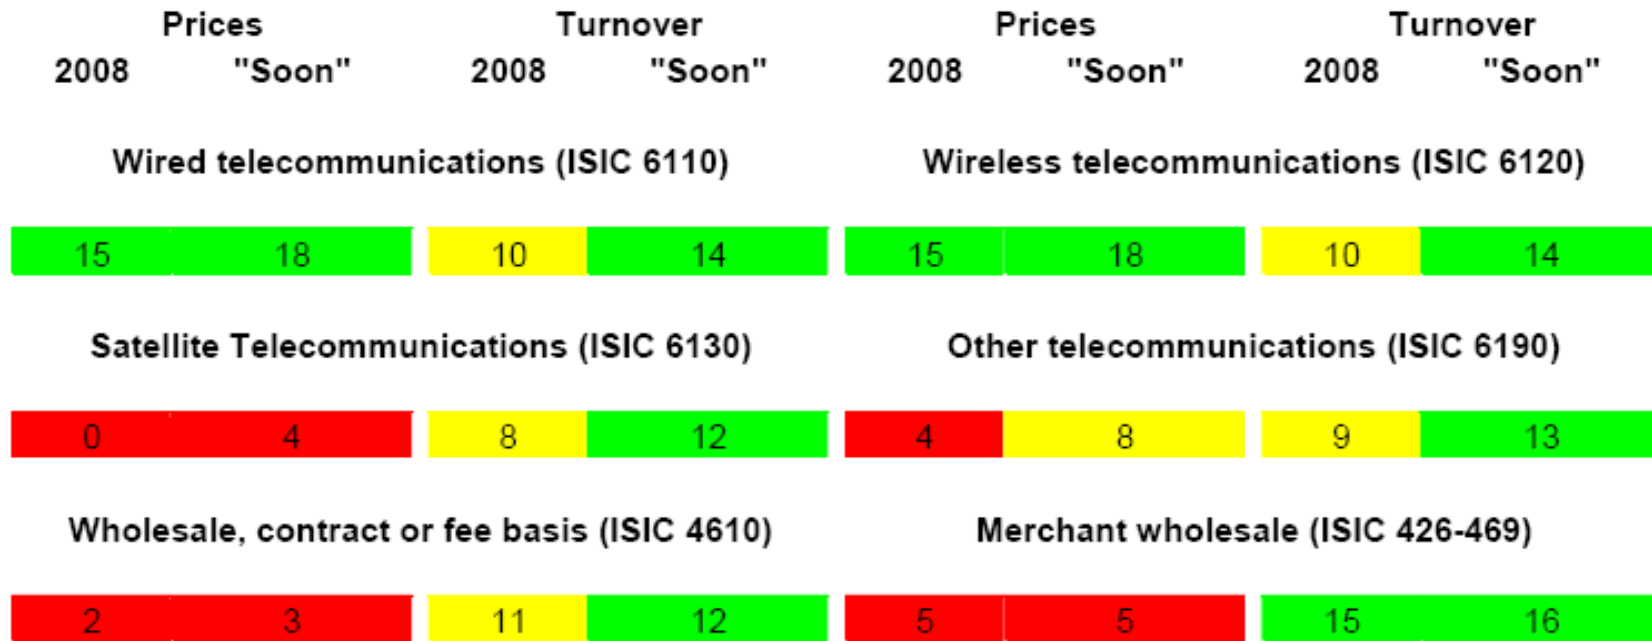 Prices Turnover Prices Turnover
2008 "Soon" 2008 "Soon" 2008 "Soon" 2008 "Soon"
Wired telecommunications (ISIC 6110) Wireless telecommunications (ISIC 6120)
15 18 10 14 15 18 10 14
Satellite Telecommunications (ISIC 6130) Other telecommunications (ISIC 6190)
0 4 8 12 4 8 9 13
Wholesale, contract or fee basis (ISIC 4610) Merchant wholesale (ISIC 426-469)
2 3 11 12 5 5 15 16